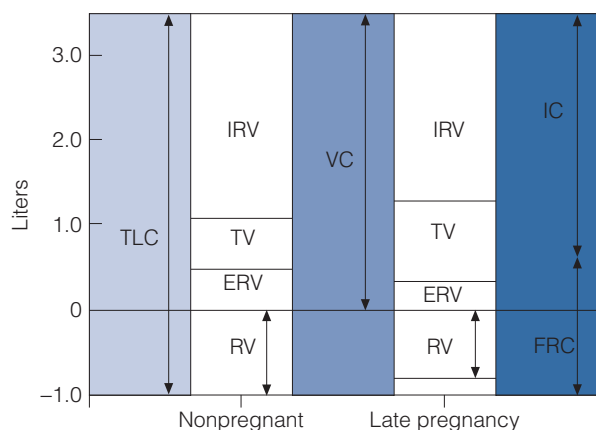 Liters
3.0
2.0
1.0
0
–1.0
TLC
IRV
TV
ERV
RV
VC
IRV
TV
ERV
RV
IC
FRC
Nonpregnant
Late pregnancy